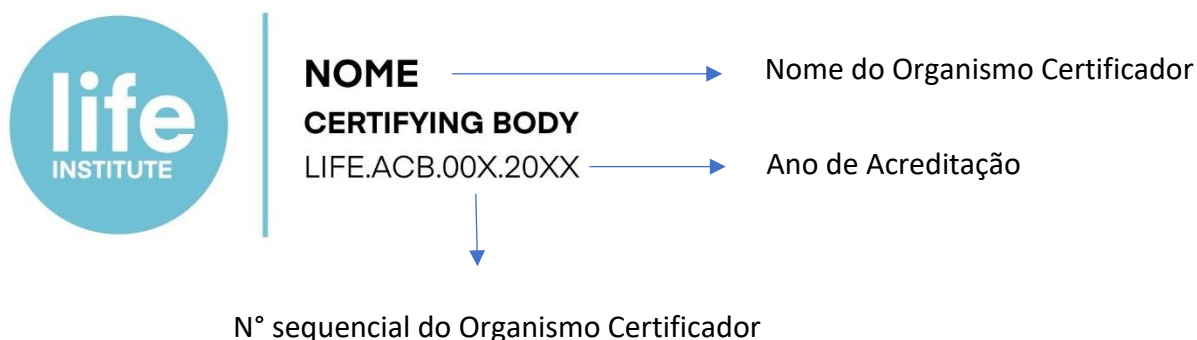 life
INSTITUTE
NOME
CERTIFYING BODY
LIFE.ACB.00X.20XX
Nome do Organismo Certificador
Ano de Acreditação
N° sequencial do Organismo Certificador